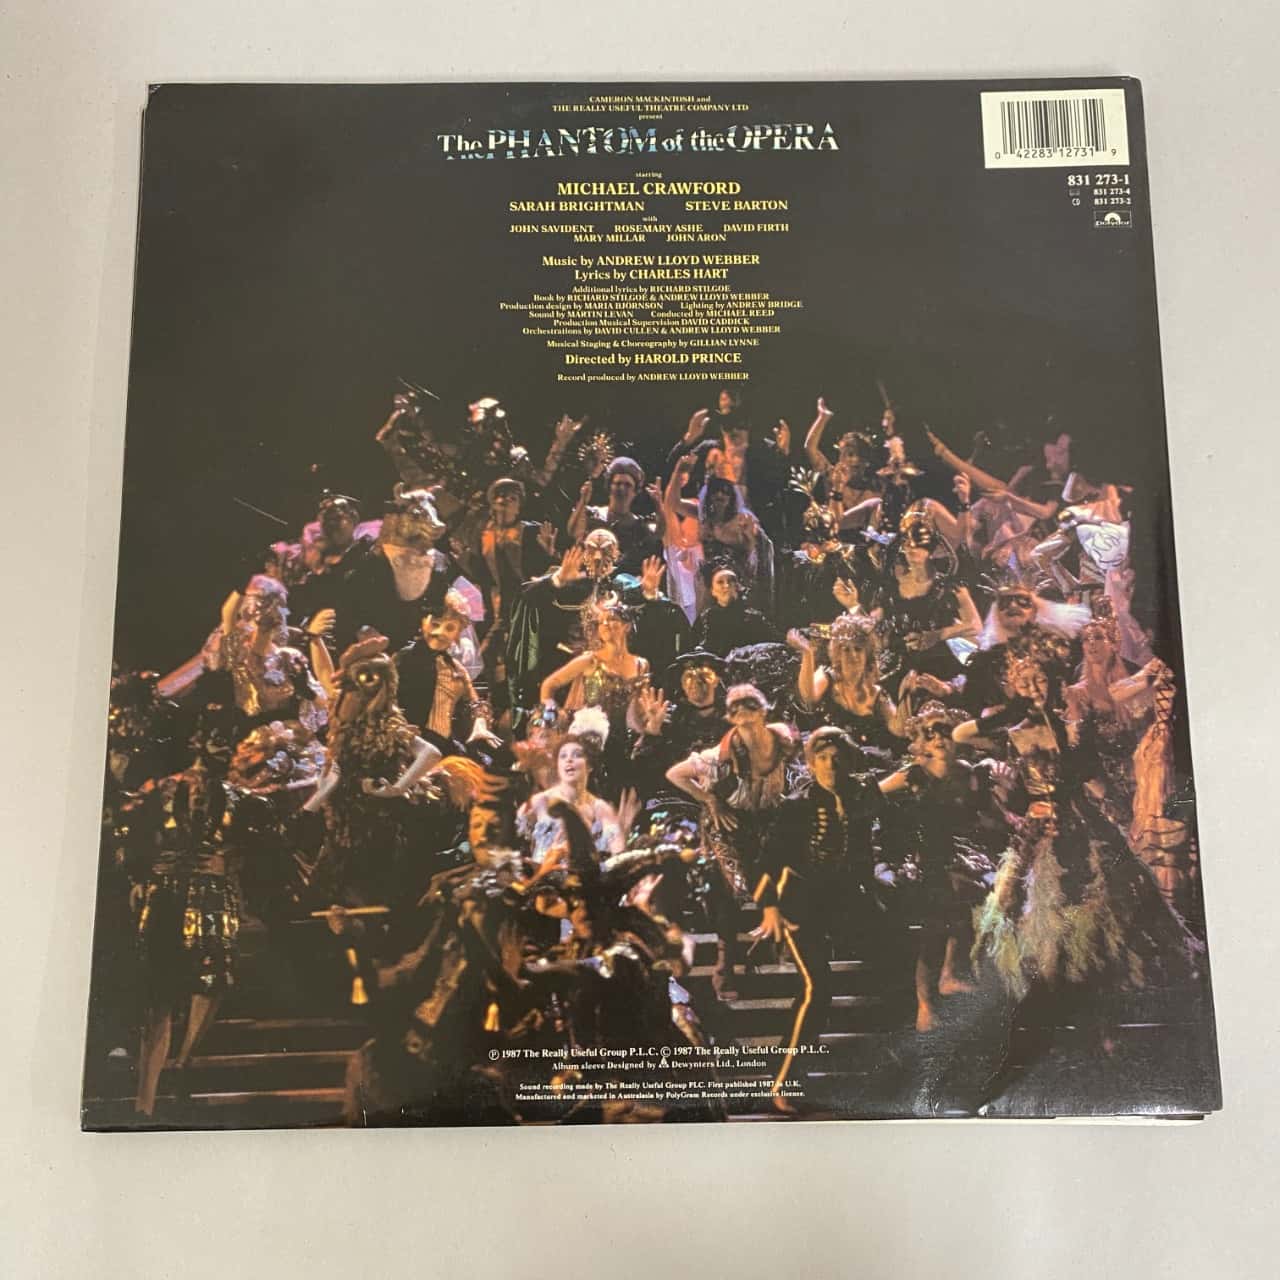 CAMERON MACKINTOSH and
THE REALLY USEFUL THEATRE COMPANY LTD
present
The PHANTOM of the OPERA
starring
MICHAEL CRAWFORD
SARAH BRIGHTMAN STEVE BARTON
with
JOHN SAVIDENT ROSEMARY ASHE DAVID FIRTH
MARY MILLAR JOHN ARON
Music by ANDREW LLOYD WEBBER
Lyrics by CHARLES HART
Additional lyrics by RICHARD STILGOE
Book by RICHARD STILGOE & ANDREW LLOYD WEBBER
Production design by MARIA BJORNSON Lighting by ANDREW BRIDGE
Sound by MARTIN LEVAN Conducted by MICHAEL REED
Production Musical Supervision DAVID CADDICK
Orchestrations by DAVID CULLEN & ANDREW LLOYD WEBBER
Musical Staging & Choreography by GILLIAN LYNNE
Directed by HAROLD PRINCE
Record produced by ANDREW LLOYD WEBBER
0 42283 12731 9
831 273-1
831 273-4
CD 831 273-2
polydor
℗ 1987 The Really Useful Group P.L.C. © 1987 The Really Useful Group P.L.C.
Album sleeve Designed by Dewynters Ltd., London
Sound recording made by The Really Useful Group PLC. First published 1987 in U.K.
Manufactured and marketed in Australasia by PolyGram Records under exclusive licence.